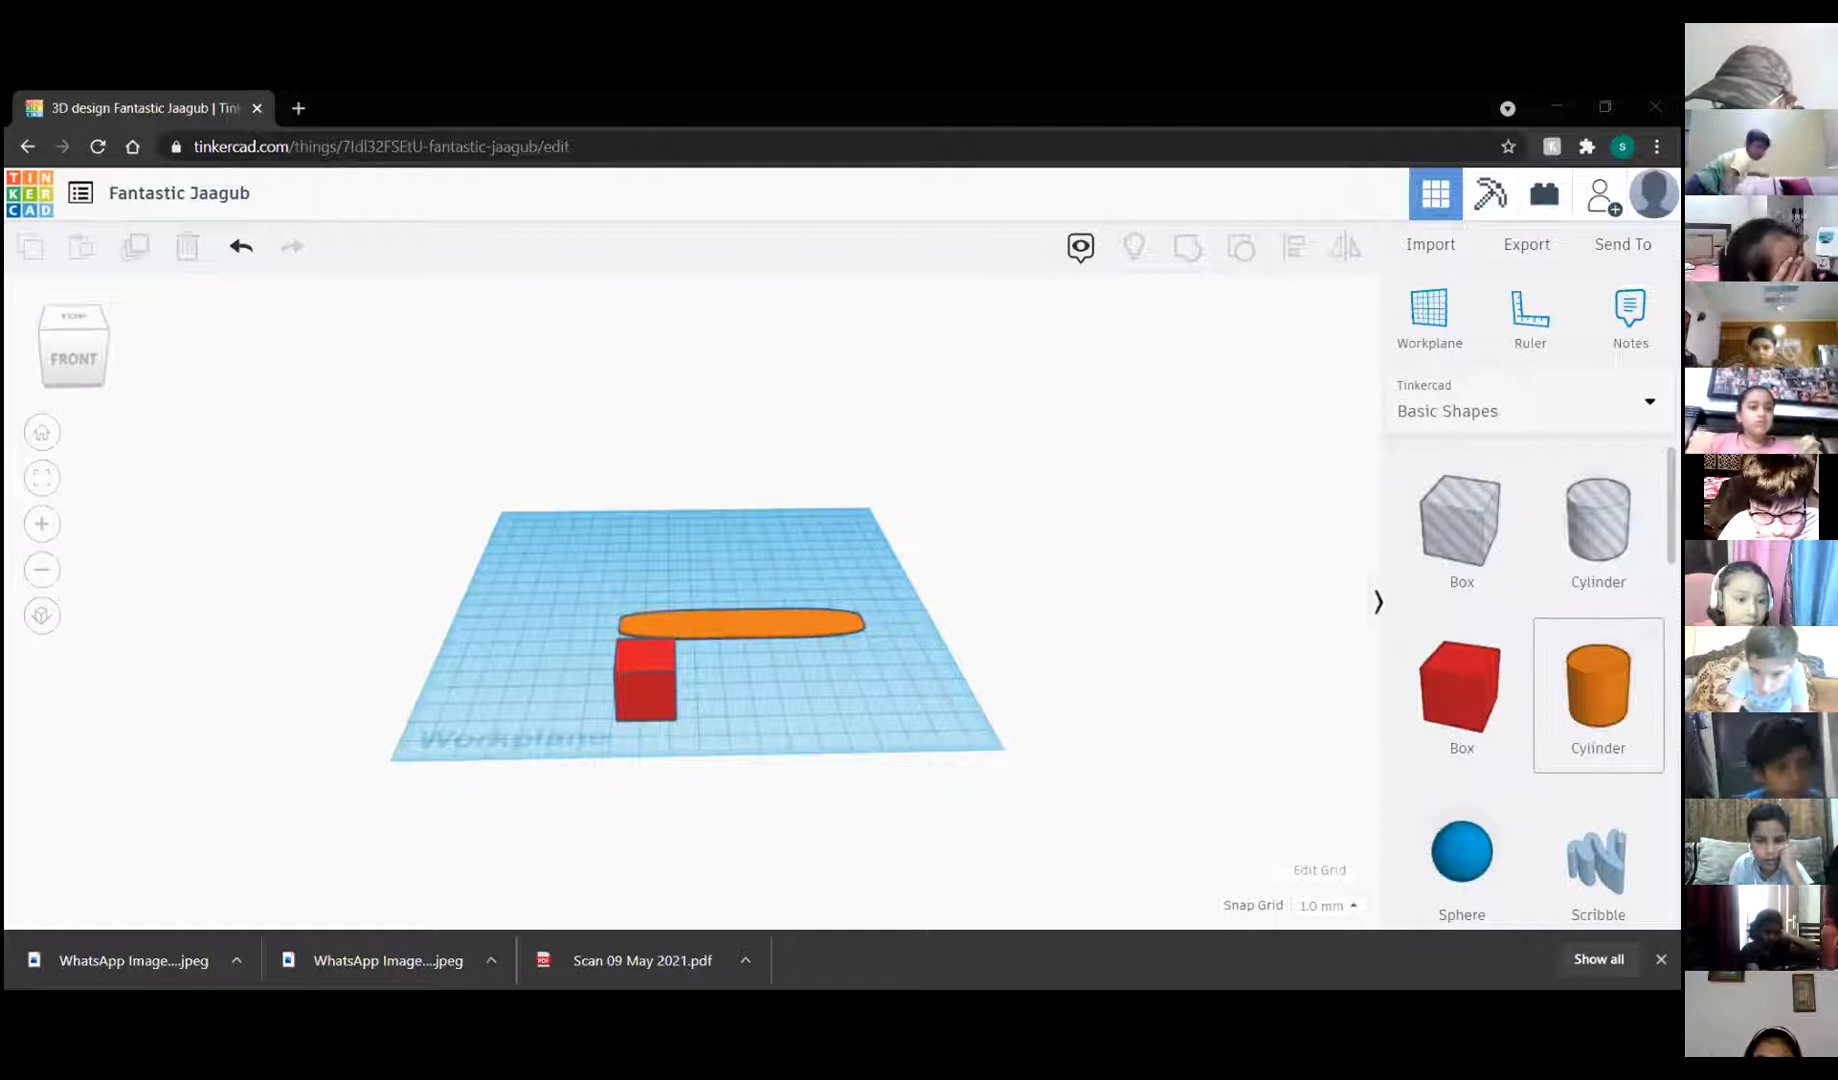 3D design Fantastic Jaagub | Tin
tinkercad.com/things/7Idl32FSEtU-fantastic-jaagub/edit
S
TIN
KER
CAD
Fantastic Jaagub
Import
Export
Send To
TOP
FRONT
Workplane
Ruler
Notes
Tinkercad
Basic Shapes
Box
Cylinder
Box
Cylinder
Workplane
Sphere
Scribble
Edit Grid
Snap Grid
1.0 mm
WhatsApp Image....jpeg
WhatsApp Image....jpeg
PDF
Scan 09 May 2021.pdf
Show all